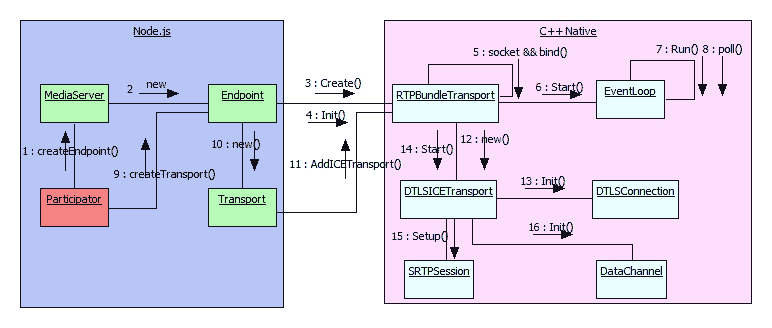 Node.js
C++ Native
5 : socket && bind()
7 : Run()
8 : poll()
2
new
3 : Create()
6 : Start()
MediaServer
Endpoint
RTPBundleTransport
EventLoop
4 : Init()
1 : createEndpoint()
10 : new()
14 : Start()
12 : new()
11 : AddICETransport()
9 : createTransport()
13 : Init()
Participator
Transport
DTLSICETransport
DTLSConnection
15 : Setup()
16 : Init()
SRTPSession
DataChannel